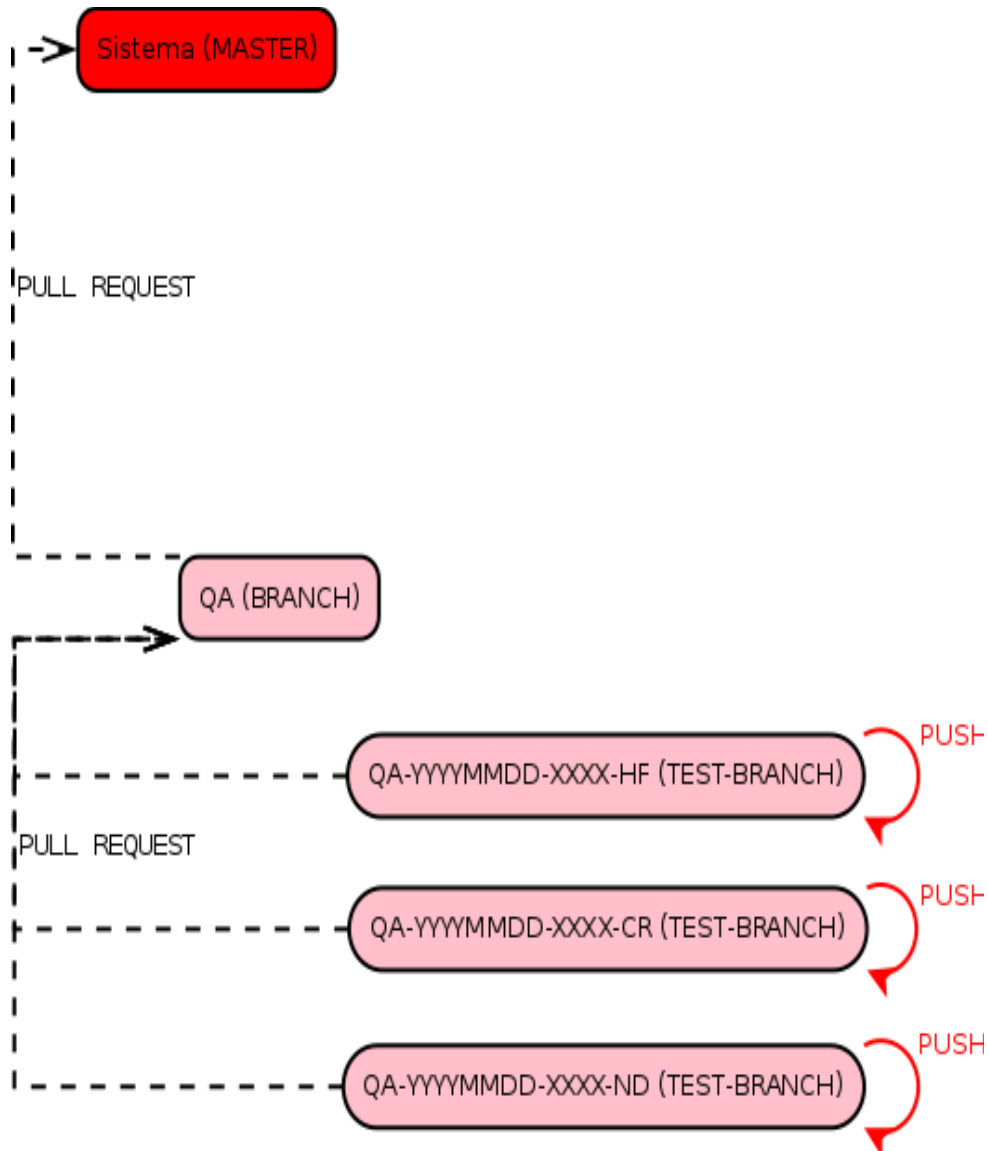 Sistema (MASTER)
PULL REQUEST
QA (BRANCH)
PUSH
QA-YYYYMMDD-XXXX-HF (TEST-BRANCH)
PULL REQUEST
PUSH
QA-YYYYMMDD-XXXX-CR (TEST-BRANCH)
PUSH
QA-YYYYMMDD-XXXX-ND (TEST-BRANCH)